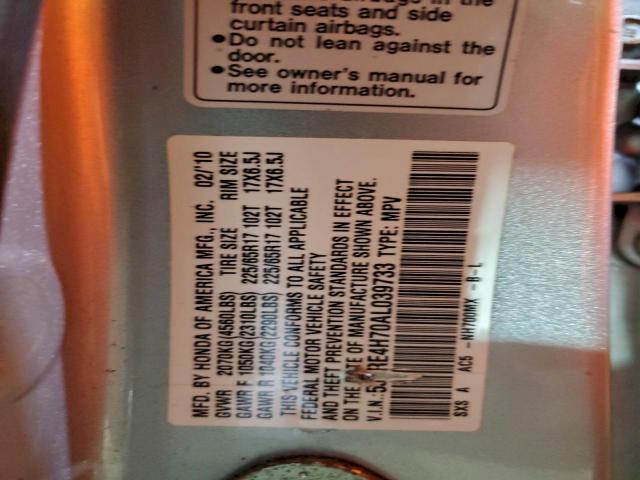 in the
front seats and side
curtain airbags.
•Do not lean against the
door.
•See owner's manual for
more information.
MFD. BY HONDA OF AMERICA MFG., INC. 02/10
GVWR 2070KG(4560LBS) TIRE SIZE RIM SIZE
GAWR F 1050KG(2310LBS) 225/65R17 102T 17X6.5J
GAWR R 1040KG(2290LBS) 225/65R17 102T 17X6.5J
THIS VEHICLE CONFORMS TO ALL APPLICABLE
FEDERAL MOTOR VEHICLE SAFETY
AND THEFT PREVENTION STANDARDS IN EFFECT
ON THE DATE OF MANUFACTURE SHOWN ABOVE.
V.I.N.: TYPE: MPV
SXS A AC5 -NH700MX -B-L